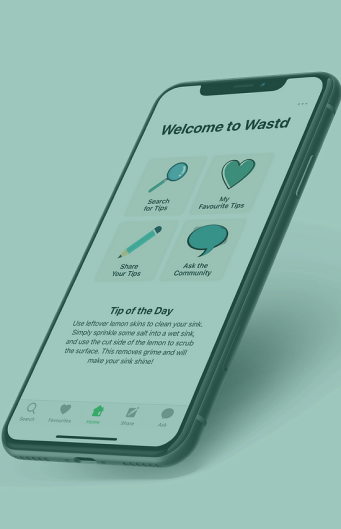 Welcome to Wastd
Search
for Tips
My
Favourite Tips
Share
Your Tips
Ask the
Community
Tip of the Day
Use leftover lemon skins to clean your sink.
Simply sprinkle some salt into a wet sink,
and use the cut side of the lemon to scrub
the surface. This removes grime and will
make your sink shine!
Search
Favourites
Home
Share
Ask